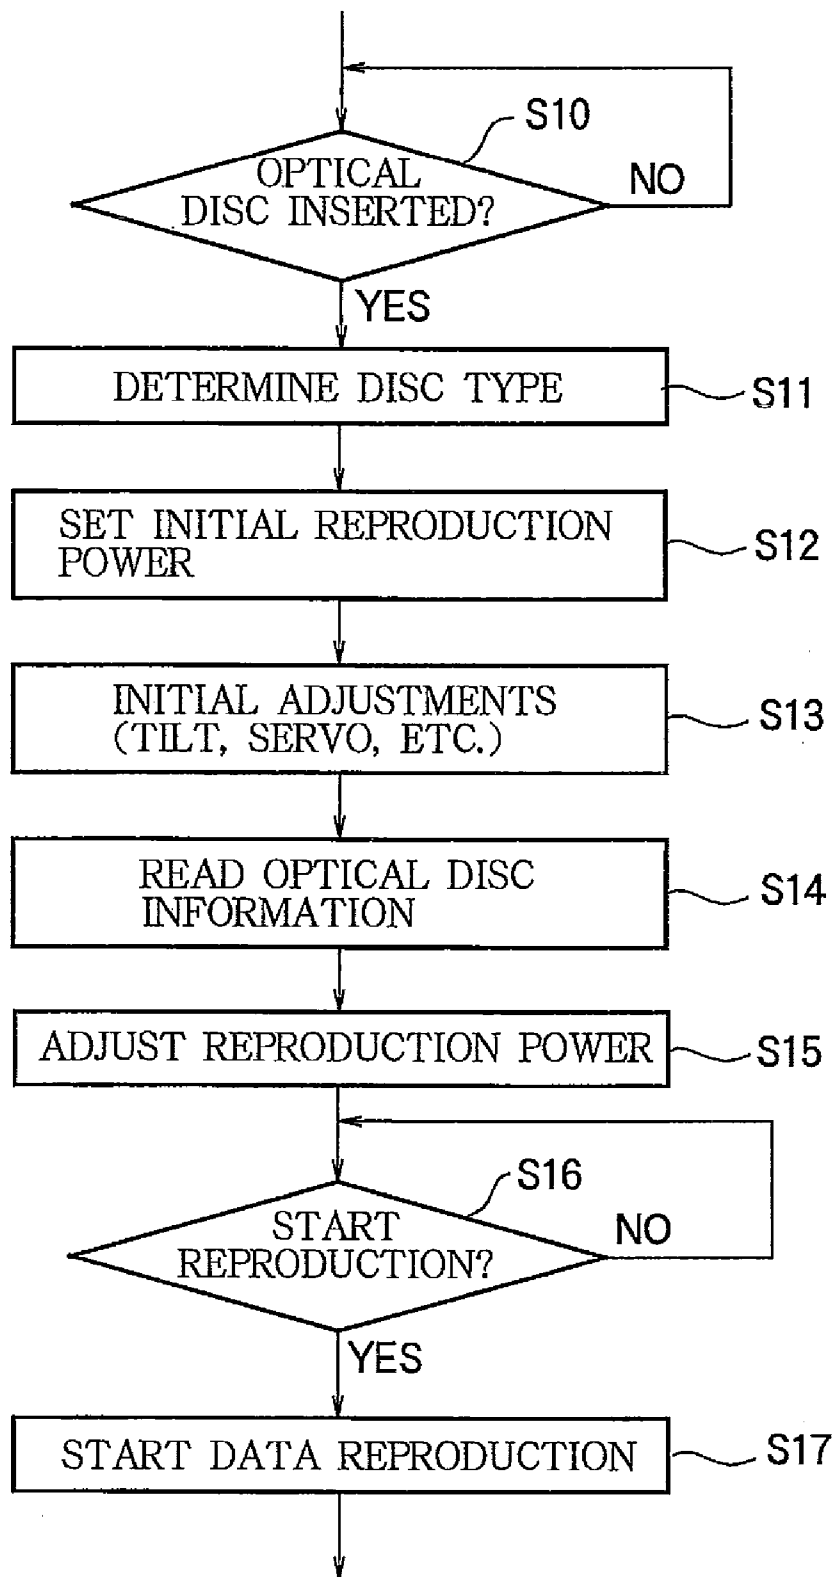 S10
OPTICAL
DISC INSERTED?
NO
YES
DETERMINE DISC TYPE
S11
SET INITIAL REPRODUCTION
POWER
S12
INITIAL ADJUSTMENTS
(TILT, SERVO, ETC.)
S13
READ OPTICAL DISC
INFORMATION
S14
ADJUST REPRODUCTION POWER
S15
S16
START
REPRODUCTION?
NO
YES
START DATA REPRODUCTION
S17